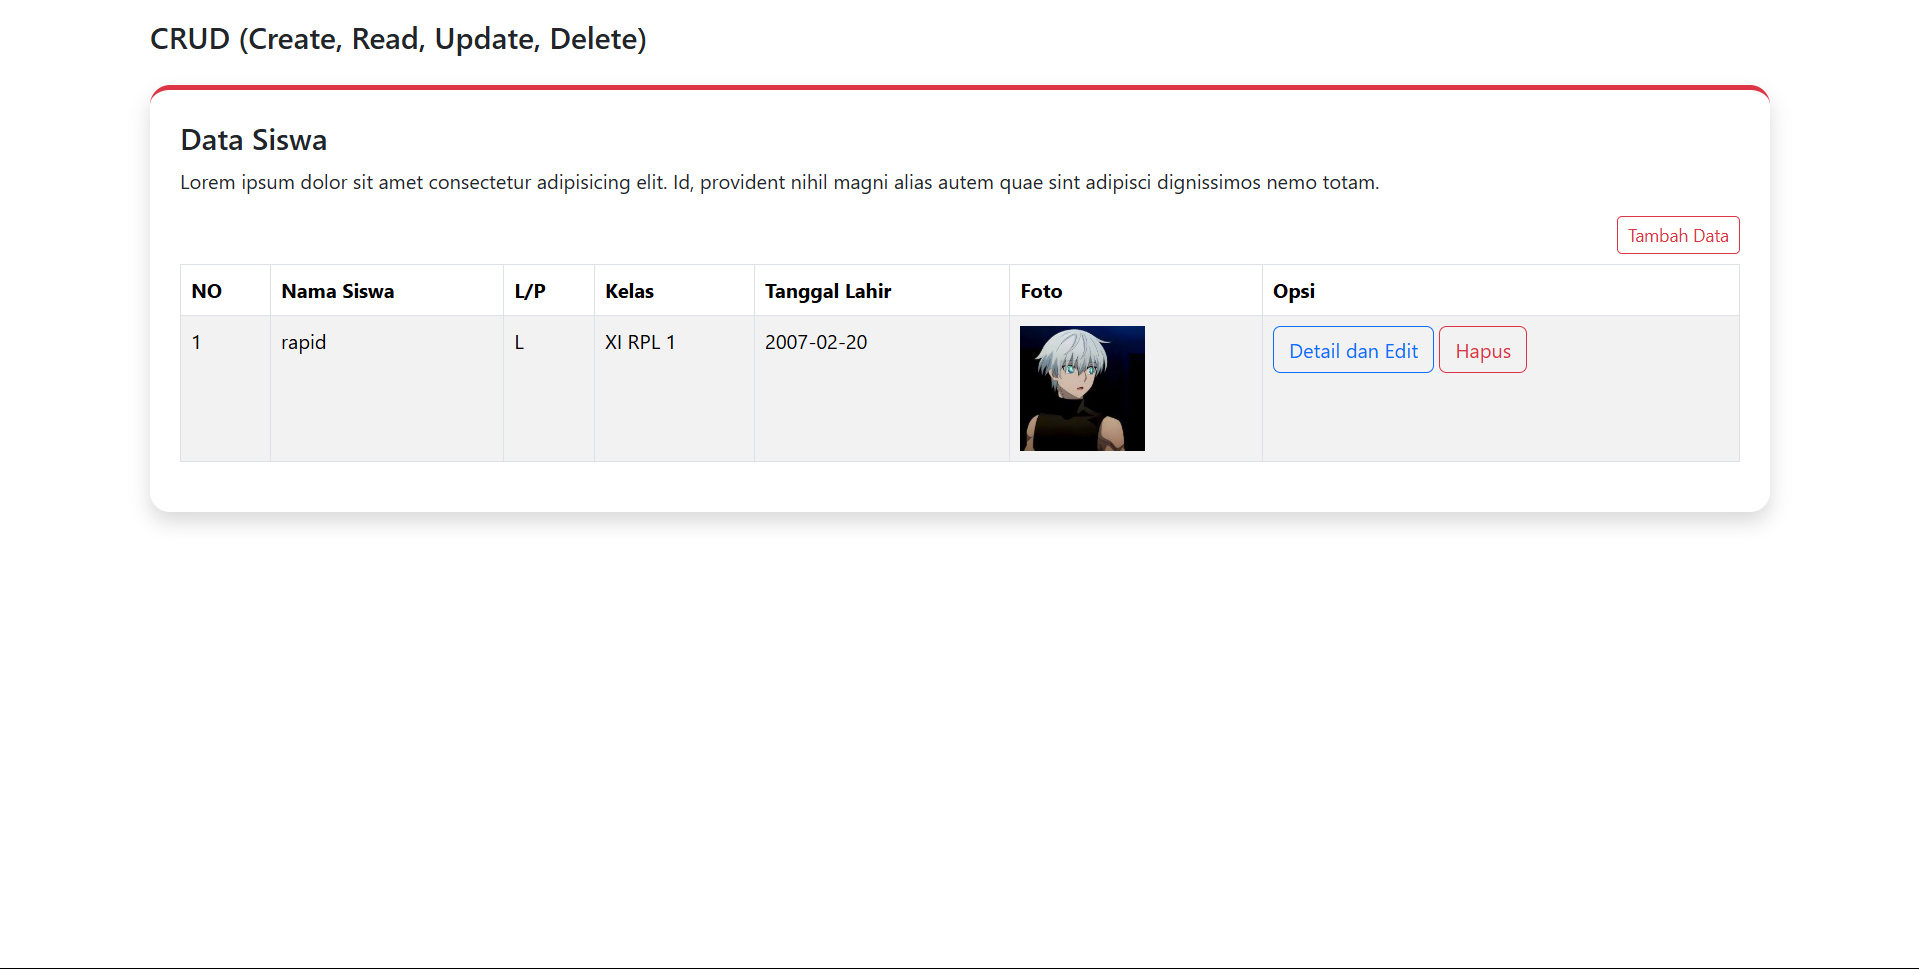 CRUD (Create, Read, Update, Delete)
Data Siswa
Lorem ipsum dolor sit amet consectetur adipisicing elit. Id, provident nihil magni alias autem quae sint adipisci dignissimos nemo totam.
Tambah Data
NO Nama Siswa L/P Kelas Tanggal Lahir Foto Opsi
1 rapid L XI RPL 1 2007-02-20 Detail dan Edit Hapus